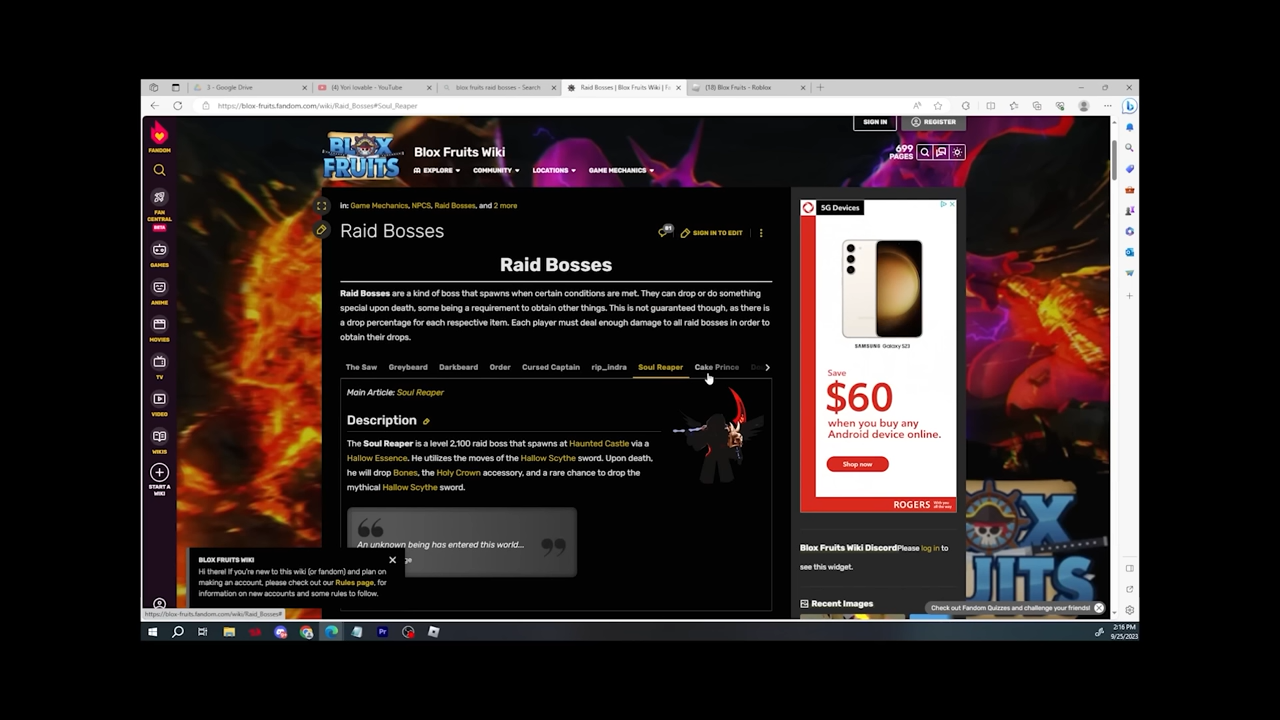 3 - Google Drive
(4) Yori lovable - YouTube
blox fruits raid bosses - Search
Raid Bosses | Blox Fruits Wiki | F
(18) Blox Fruits - Roblox
https://blox-fruits.fandom.com/wiki/Raid_Bosses#Soul_Reaper
SIGN IN
REGISTER
FANDOM
BLOX
FRUITS
Blox Fruits Wiki
699
PAGES
EXPLORE
COMMUNITY
LOCATIONS
GAME MECHANICS
FAN
CENTRAL
BETA
GAMES
ANIME
MOVIES
TV
VIDEO
WIKIS
START A
WIKI
in: Game Mechanics, NPCS, Raid Bosses, and 2 more
Raid Bosses
81
SIGN IN TO EDIT
Raid Bosses
Raid Bosses are a kind of boss that spawns when certain conditions are met. They can drop or do something
special upon death, some being a requirement to obtain other things. This is not guaranteed though, as there is
a drop percentage for each respective item. Each player must deal enough damage to all raid bosses in order to
obtain their drops.
The Saw
Greybeard
Darkbeard
Order
Cursed Captain
rip_indra
Soul Reaper
Cake Prince
Main Article: Soul Reaper
Description
The Soul Reaper is a level 2,100 raid boss that spawns at Haunted Castle via a
Hallow Essence. He utilizes the moves of the Hallow Scythe sword. Upon death,
he will drop Bones, the Holy Crown accessory, and a rare chance to drop the
mythical Hallow Scythe sword.
An unknown being has entered this world...
ge
BLOX FRUITS WIKI
Hi there! If you're new to this wiki (or fandom) and plan on
making an account, please check out our Rules page, for
information on new accounts and some rules to follow.
https://blox-fruits.fandom.com/wiki/Raid_Bosses#
5G Devices
SAMSUNG Galaxy S23
Save
$60
when you buy any
Android device online.
Shop now
ROGERS
Blox Fruits Wiki Discord Please log in to
see this widget.
Recent Images
OX
UITS
Check out Fandom Quizzes and challenge your friends!
Pr
2:16 PM
9/25/2023